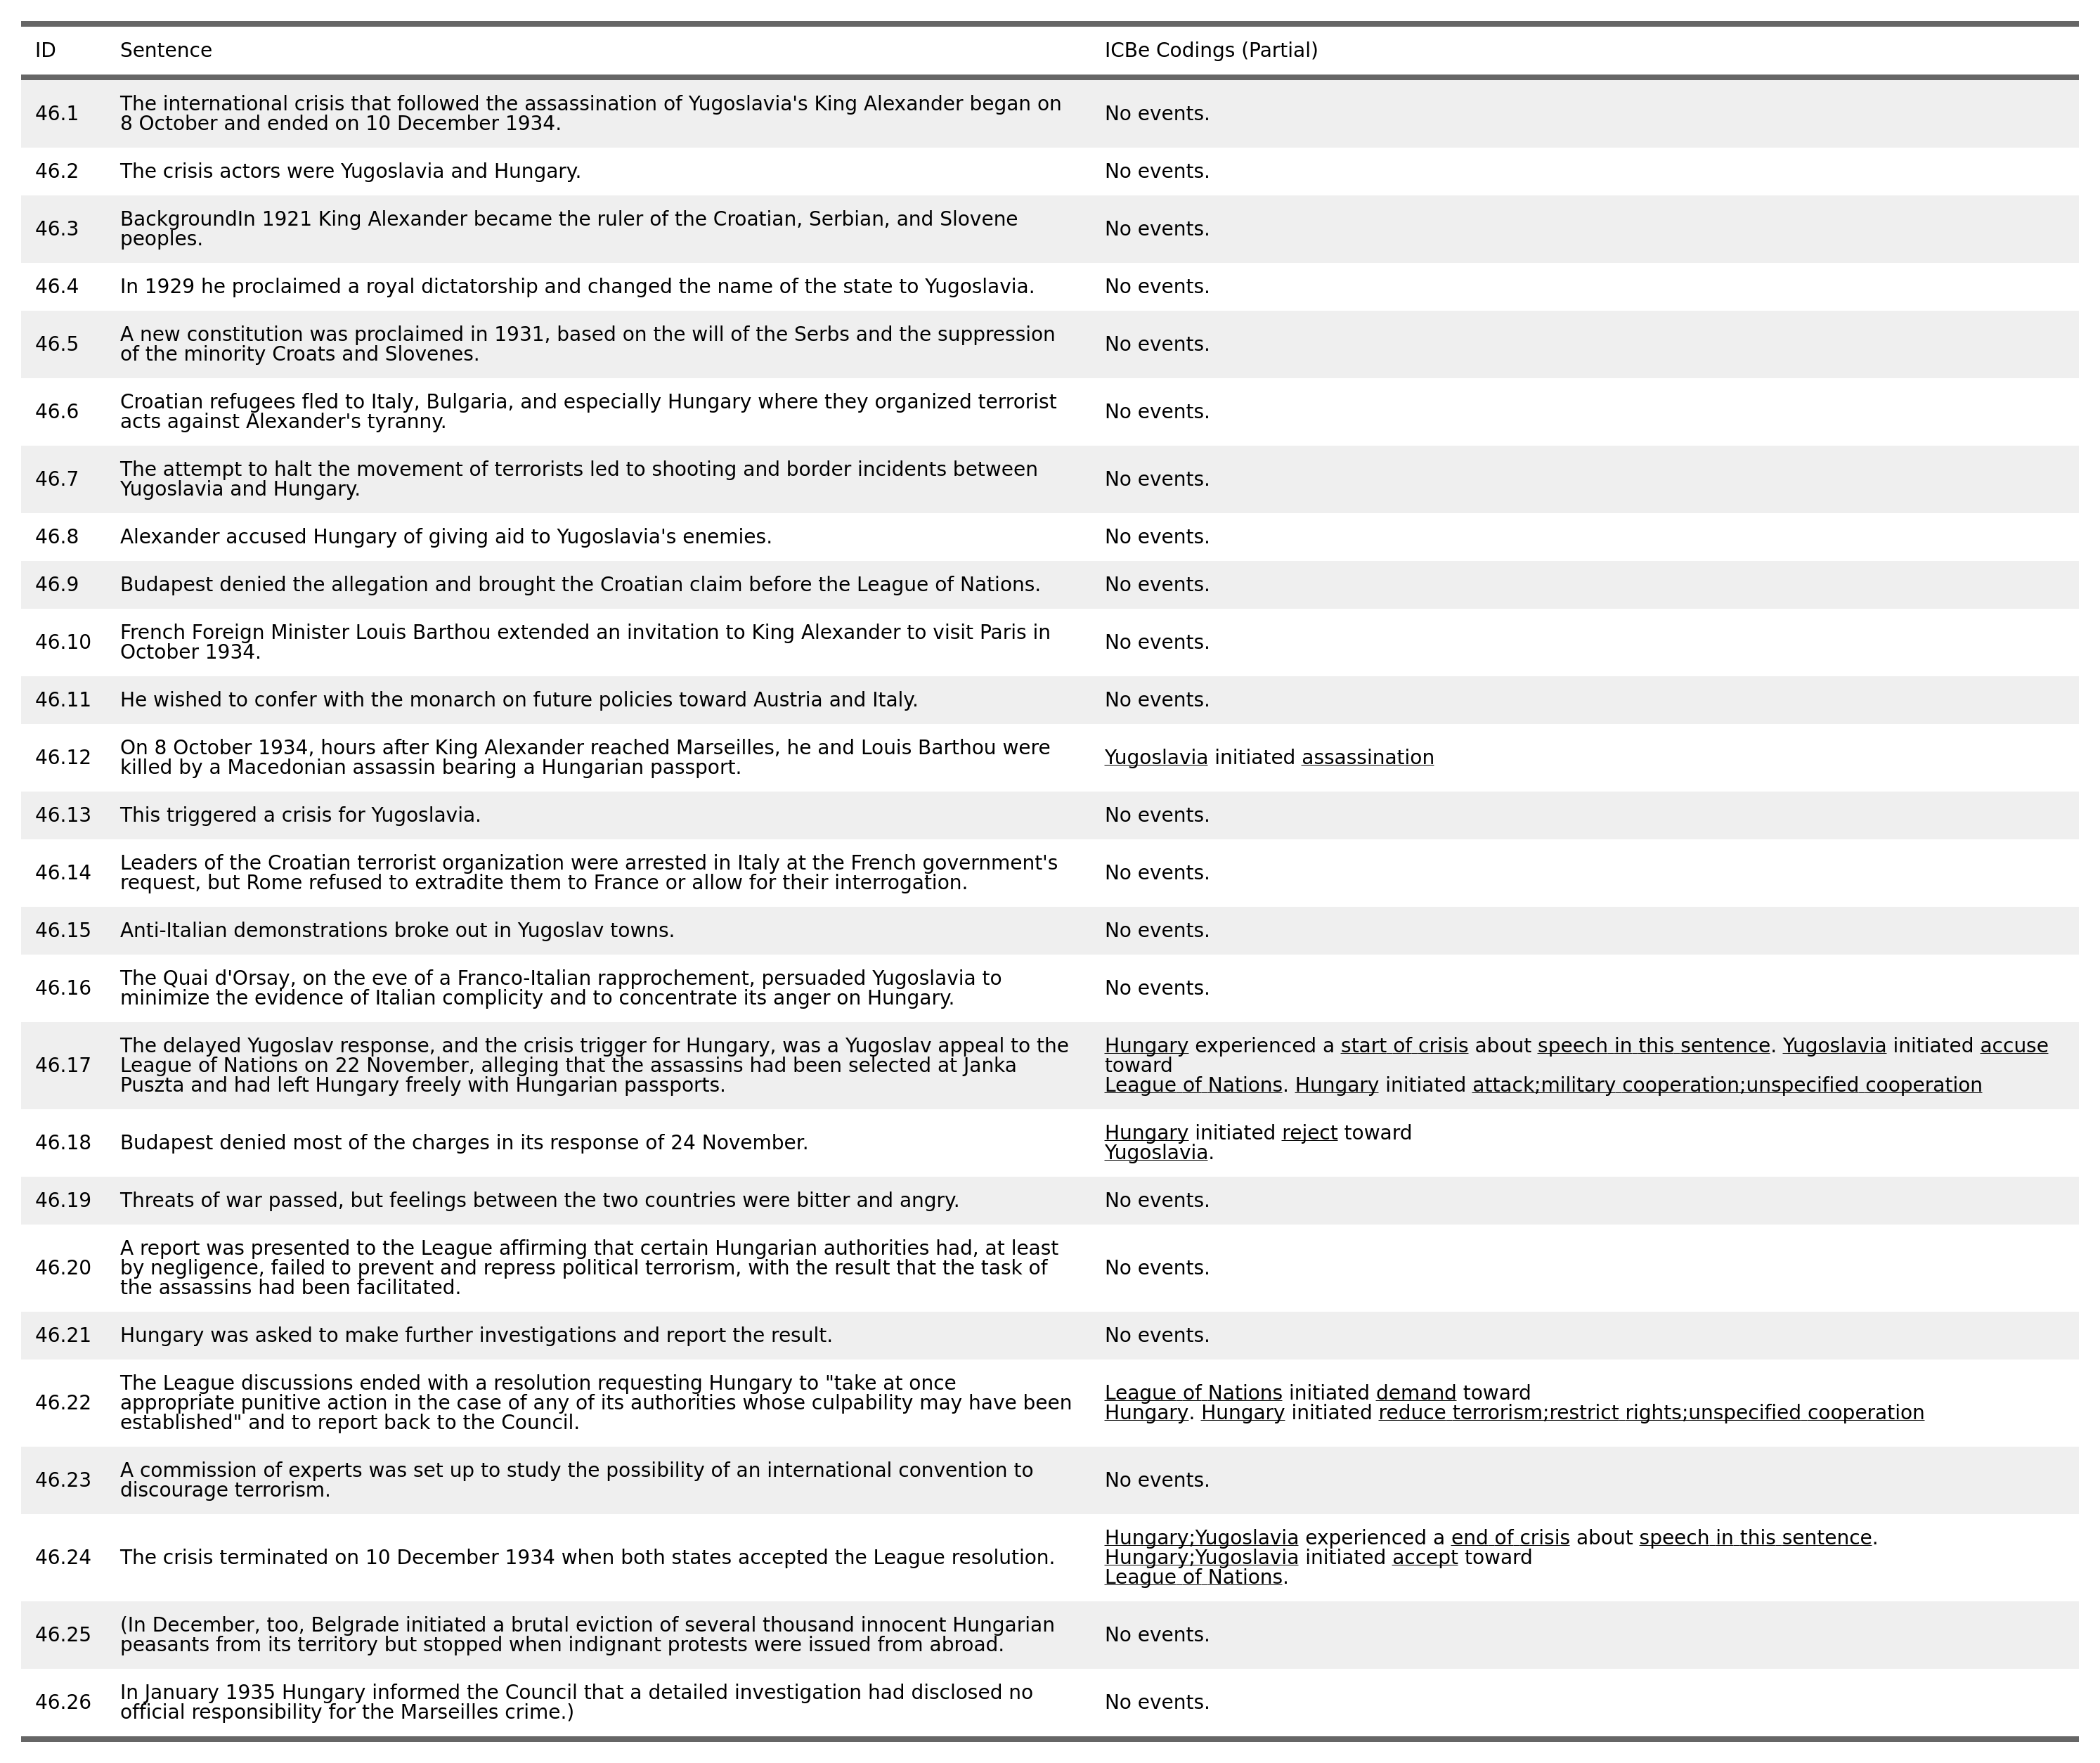 ID Sentence ICBe Codings (Partial)
46.1 The international crisis that followed the assassination of Yugoslavia's King Alexander began on
8 October and ended on 10 December 1934. No events.
46.2 The crisis actors were Yugoslavia and Hungary. No events.
46.3 BackgroundIn 1921 King Alexander became the ruler of the Croatian, Serbian, and Slovene
peoples. No events.
46.4 In 1929 he proclaimed a royal dictatorship and changed the name of the state to Yugoslavia. No events.
46.5 A new constitution was proclaimed in 1931, based on the will of the Serbs and the suppression
of the minority Croats and Slovenes. No events.
46.6 Croatian refugees fled to Italy, Bulgaria, and especially Hungary where they organized terrorist
acts against Alexander's tyranny. No events.
46.7 The attempt to halt the movement of terrorists led to shooting and border incidents between
Yugoslavia and Hungary. No events.
46.8 Alexander accused Hungary of giving aid to Yugoslavia's enemies. No events.
46.9 Budapest denied the allegation and brought the Croatian claim before the League of Nations. No events.
46.10 French Foreign Minister Louis Barthou extended an invitation to King Alexander to visit Paris in
October 1934. No events.
46.11 He wished to confer with the monarch on future policies toward Austria and Italy. No events.
46.12 On 8 October 1934, hours after King Alexander reached Marseilles, he and Louis Barthou were
killed by a Macedonian assassin bearing a Hungarian passport. Yugoslavia initiated assassination
46.13 This triggered a crisis for Yugoslavia. No events.
46.14 Leaders of the Croatian terrorist organization were arrested in Italy at the French government's
request, but Rome refused to extradite them to France or allow for their interrogation. No events.
46.15 Anti-Italian demonstrations broke out in Yugoslav towns. No events.
46.16 The Quai d'Orsay, on the eve of a Franco-Italian rapprochement, persuaded Yugoslavia to
minimize the evidence of Italian complicity and to concentrate its anger on Hungary. No events.
46.17 The delayed Yugoslav response, and the crisis trigger for Hungary, was a Yugoslav appeal to the
League of Nations on 22 November, alleging that the assassins had been selected at Janka
Puszta and had left Hungary freely with Hungarian passports.
Hungary experienced a start of crisis about speech in this sentence. Yugoslavia initiated accuse
toward
League of Nations. Hungary initiated attack;military cooperation;unspecified cooperation
46.18 Budapest denied most of the charges in its response of 24 November.
Hungary initiated reject toward
Yugoslavia.
46.19 Threats of war passed, but feelings between the two countries were bitter and angry. No events.
46.20 A report was presented to the League affirming that certain Hungarian authorities had, at least
by negligence, failed to prevent and repress political terrorism, with the result that the task of
the assassins had been facilitated. No events.
46.21 Hungary was asked to make further investigations and report the result. No events.
46.22 The League discussions ended with a resolution requesting Hungary to "take at once
appropriate punitive action in the case of any of its authorities whose culpability may have been
established" and to report back to the Council.
League of Nations initiated demand toward
Hungary. Hungary initiated reduce terrorism;restrict rights;unspecified cooperation
46.23 A commission of experts was set up to study the possibility of an international convention to
discourage terrorism. No events.
46.24 The crisis terminated on 10 December 1934 when both states accepted the League resolution.
Hungary;Yugoslavia experienced a end of crisis about speech in this sentence.
Hungary;Yugoslavia initiated accept toward
League of Nations.
46.25 (In December, too, Belgrade initiated a brutal eviction of several thousand innocent Hungarian
peasants from its territory but stopped when indignant protests were issued from abroad. No events.
46.26 In January 1935 Hungary informed the Council that a detailed investigation had disclosed no
official responsibility for the Marseilles crime.) No events.